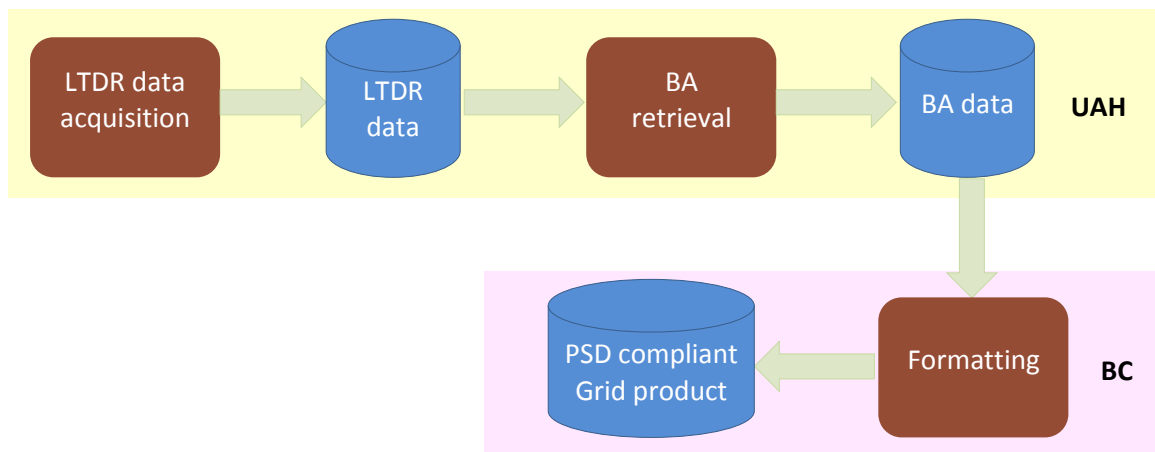 LTDR data
acquisition
LTDR
data
BA
retrieval
BA data
UAH
PSD compliant
Grid product
Formatting
BC